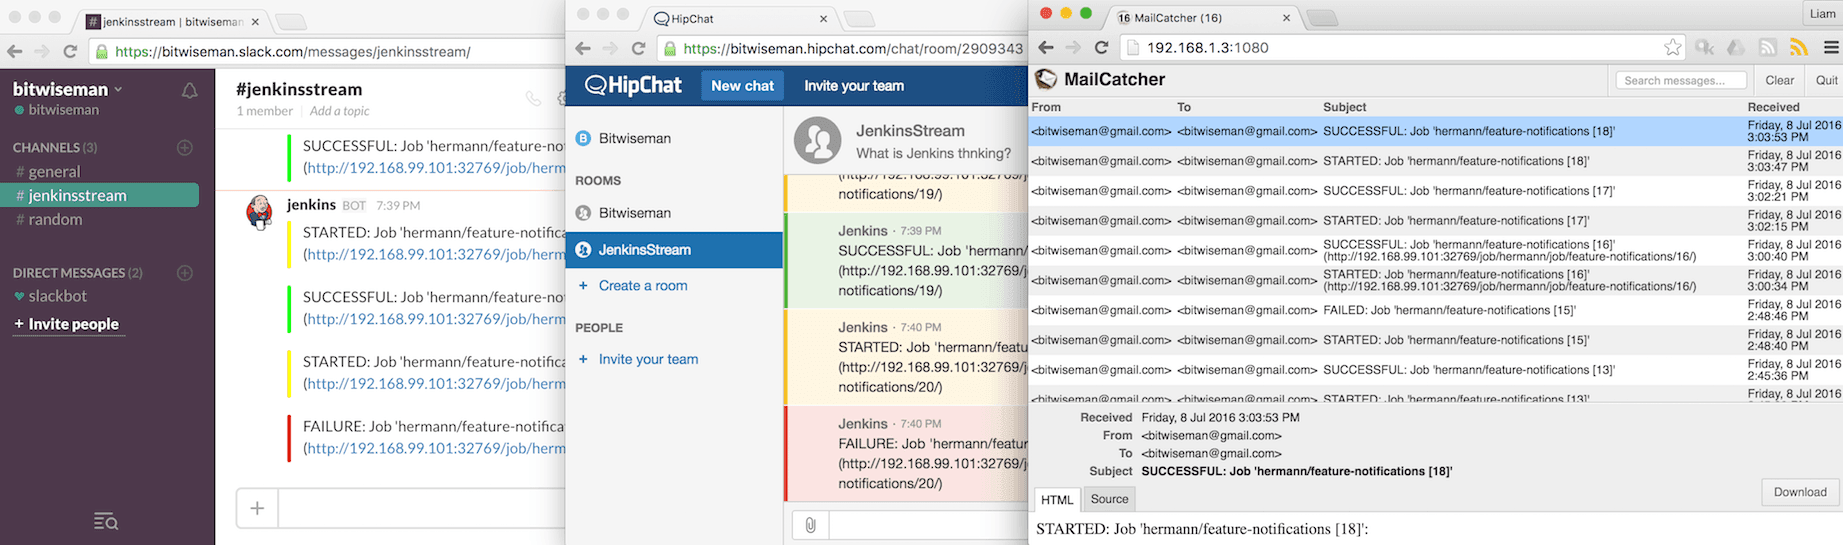 jenkinsstream | bitwiseman
https://bitwiseman.slack.com/messages/jenkinsstream/
bitwiseman
bitwiseman
CHANNELS (3)
# general
# jenkinsstream
# random
DIRECT MESSAGES (2)
slackbot
+ Invite people
#jenkinsstream
1 member | Add a topic
SUCCESSFUL: Job 'hermann/feature-no
(http://192.168.99.101:32769/job/herm
jenkins BOT 7:39 PM
STARTED: Job 'hermann/feature-notifica
(http://192.168.99.101:32769/job/herm
SUCCESSFUL: Job 'hermann/feature-no
(http://192.168.99.101:32769/job/herm
STARTED: Job 'hermann/feature-notifica
(http://192.168.99.101:32769/job/herm
FAILURE: Job 'hermann/feature-notificat
(http://192.168.99.101:32769/job/herm
HipChat
https://bitwiseman.hipchat.com/chat/room/2909343
HipChat New chat Invite your team
B Bitwiseman
ROOMS
Bitwiseman
JenkinsStream
+ Create a room
PEOPLE
+ Invite your team
JenkinsStream
What is Jenkins thnking?
(http://192.168.99.101:32769/j
notifications/19/)
Jenkins · 7:39 PM
SUCCESSFUL: Job 'hermann/
(http://192.168.99.101:32769/j
notifications/19/)
Jenkins · 7:40 PM
STARTED: Job 'hermann/featu
(http://192.168.99.101:32769/j
notifications/20/)
Jenkins · 7:40 PM
FAILURE: Job 'hermann/featur
(http://192.168.99.101:32769/j
notifications/20/)
16 MailCatcher (16)
Liam
192.168.1.3:1080
MailCatcher Search messages... Clear Quit
From To Subject Received
<bitwiseman@gmail.com> <bitwiseman@gmail.com> SUCCESSFUL: Job 'hermann/feature-notifications [18]' Friday, 8 Jul 2016
3:03:53 PM
<bitwiseman@gmail.com> <bitwiseman@gmail.com> STARTED: Job 'hermann/feature-notifications [18]' Friday, 8 Jul 2016
3:03:47 PM
<bitwiseman@gmail.com> <bitwiseman@gmail.com> SUCCESSFUL: Job 'hermann/feature-notifications [17]' Friday, 8 Jul 2016
3:02:21 PM
<bitwiseman@gmail.com> <bitwiseman@gmail.com> STARTED: Job 'hermann/feature-notifications [17]' Friday, 8 Jul 2016
3:02:15 PM
<bitwiseman@gmail.com> <bitwiseman@gmail.com> SUCCESSFUL: Job 'hermann/feature-notifications [16]' Friday, 8 Jul 2016
(http://192.168.99.101:32769/job/hermann/job/feature-notifications/16/) 3:00:40 PM
<bitwiseman@gmail.com> <bitwiseman@gmail.com> STARTED: Job 'hermann/feature-notifications [16]' Friday, 8 Jul 2016
(http://192.168.99.101:32769/job/hermann/job/feature-notifications/16/) 3:00:34 PM
<bitwiseman@gmail.com> <bitwiseman@gmail.com> FAILED: Job 'hermann/feature-notifications [15]' Friday, 8 Jul 2016
2:48:46 PM
<bitwiseman@gmail.com> <bitwiseman@gmail.com> STARTED: Job 'hermann/feature-notifications [15]' Friday, 8 Jul 2016
2:48:40 PM
<bitwiseman@gmail.com> <bitwiseman@gmail.com> SUCCESSFUL: Job 'hermann/feature-notifications [13]' Friday, 8 Jul 2016
2:45:36 PM
<bitwiseman@gmail.com> <bitwiseman@gmail.com> STARTED: Job 'hermann/feature-notifications [13]'
Received Friday, 8 Jul 2016 3:03:53 PM
From <bitwiseman@gmail.com>
To <bitwiseman@gmail.com>
Subject SUCCESSFUL: Job 'hermann/feature-notifications [18]'
HTML Source Download
STARTED: Job 'hermann/feature-notifications [18]':